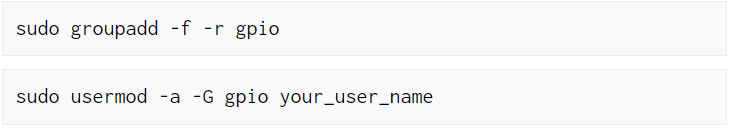 sudo groupadd -f -r gpio
sudo usermod -a -G gpio your_user_name